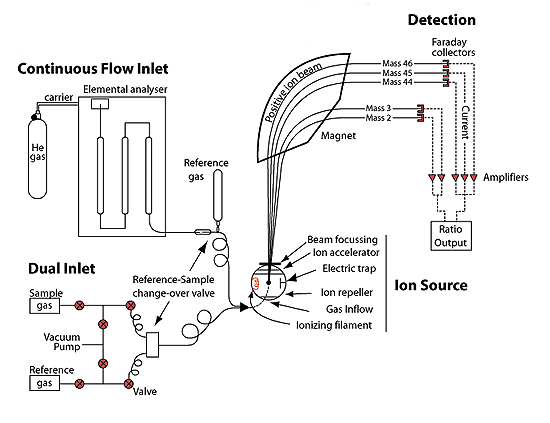 Detection
Faraday
collectors
Continuous Flow Inlet
carrier
Elemental analyser
He
gas
Reference
gas
Positive ion beam
Magnet
Mass 46
Mass 45
Mass 44
Mass 3
Mass 2
Current
Amplifiers
Ratio
Output
Beam focussing
Ion accelerator
Electric trap
Ion repeller
Gas Inflow
Ionizing filament
Ion Source
Dual Inlet
Reference-Sample
change-over valve
Sample
gas
Vacuum
Pump
Reference
gas
Valve